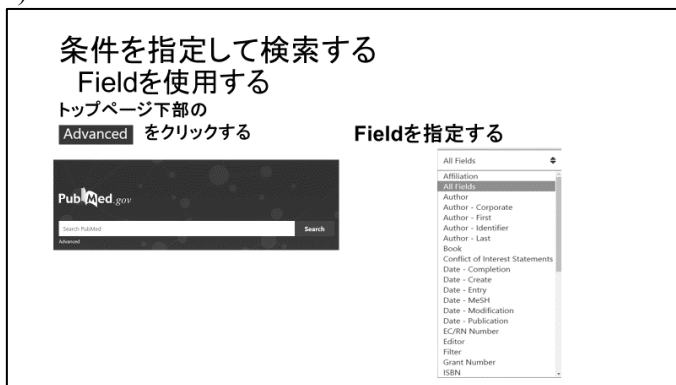 )
条件を指定して検索する
Fieldを使用する
トップページ下部の
Advanced をクリックする
PubMed.gov
Search PubMed
Search
Advanced
Fieldを指定する
All Fields
Affiliation
All Fields
Author
Author - Corporate
Author - First
Author - Identifier
Author - Last
Book
Conflict of Interest Statements
Date - Completion
Date - Create
Date - Entry
Date - MeSH
Date - Modification
Date - Publication
EC/RN Number
Editor
Filter
Grant Number
ISBN